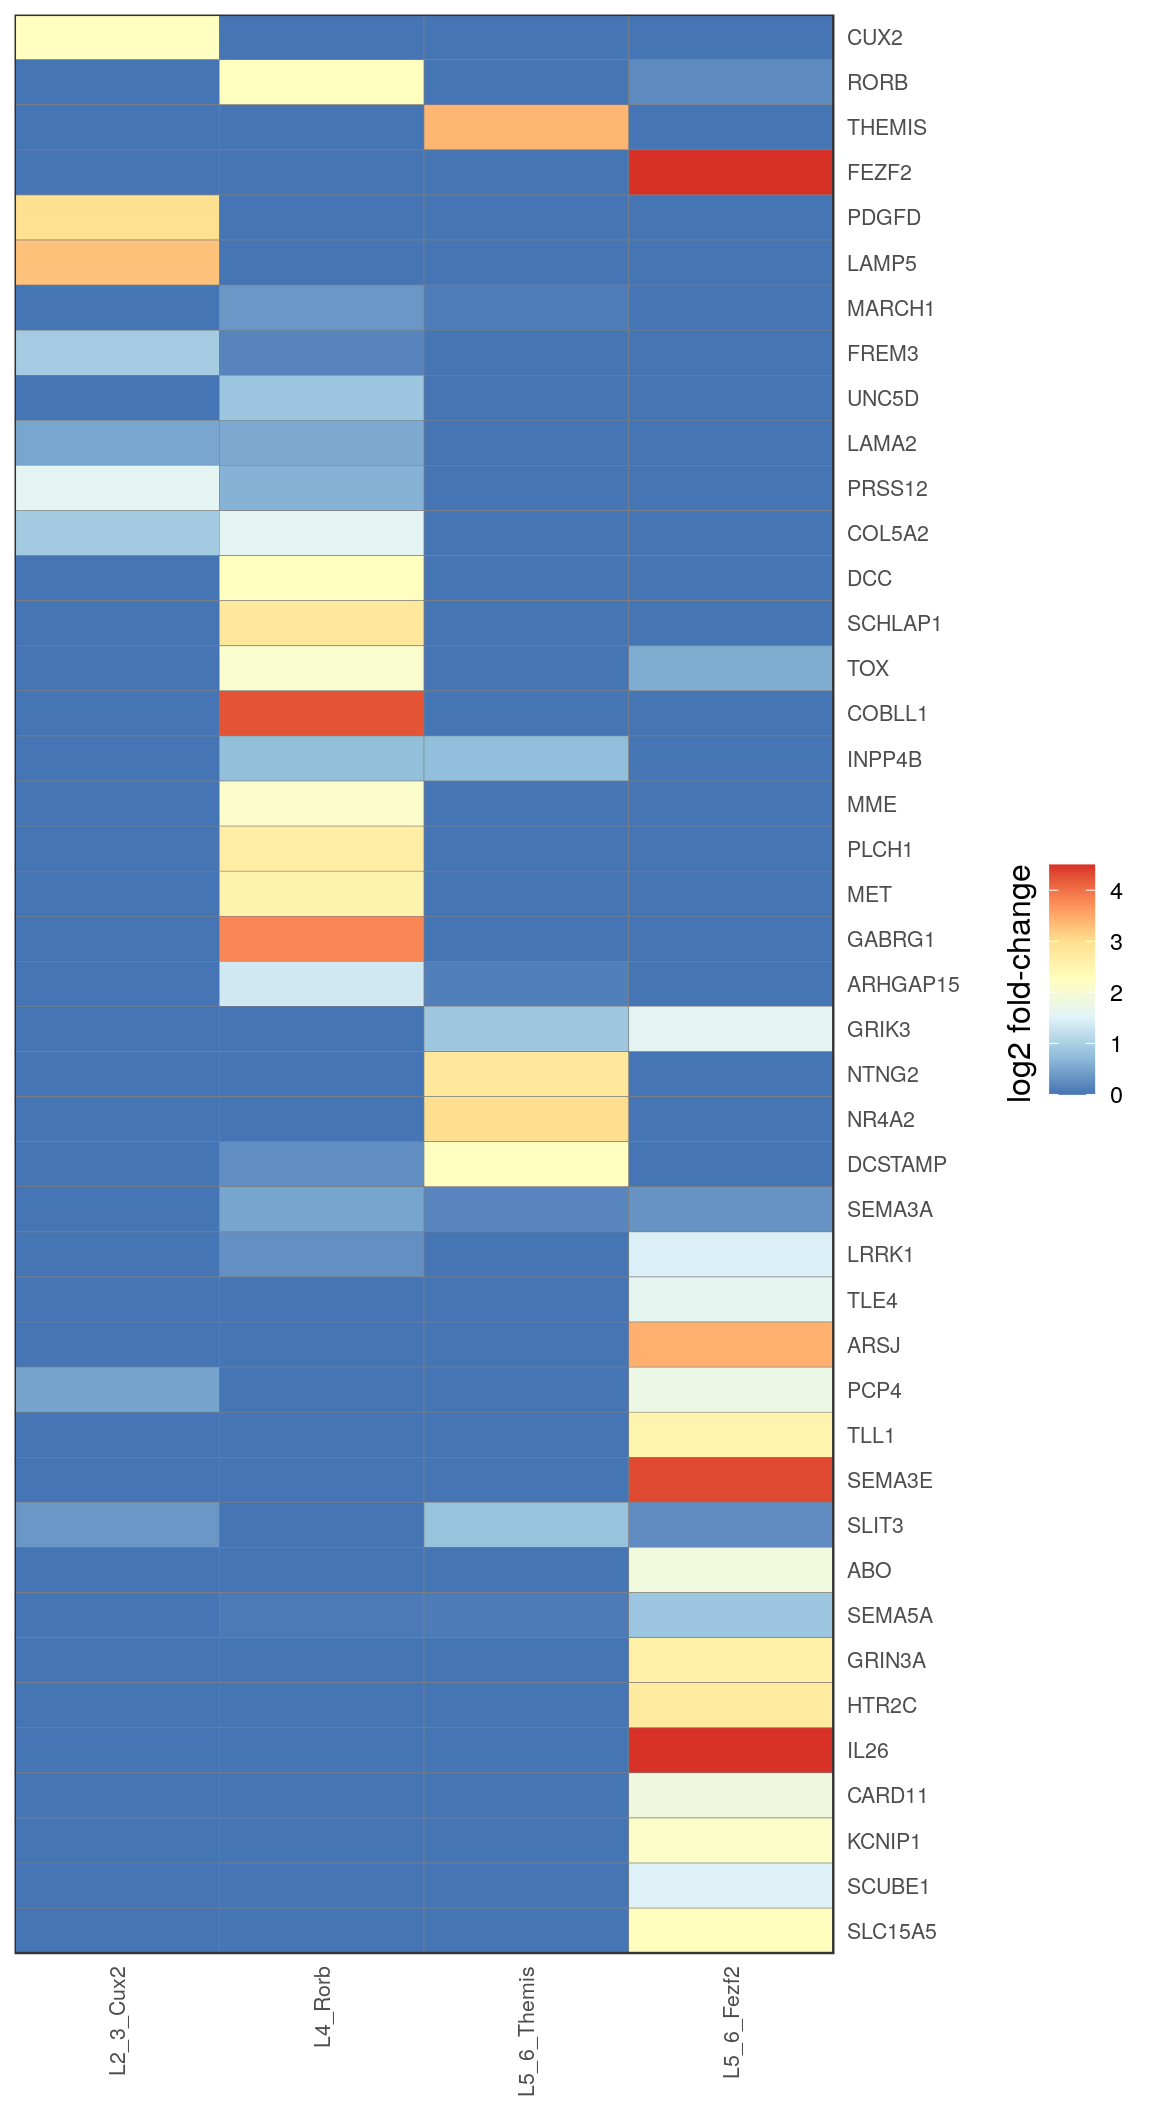 CUX2
RORB
THEMIS
FEZF2
PDGFD
LAMP5
MARCH1
FREM3
UNC5D
LAMA2
PRSS12
COL5A2
DCC
SCHLAP1
TOX
COBLL1
INPP4B
MME
PLCH1
MET
GABRG1
ARHGAP15
GRIK3
NTNG2
NR4A2
DCSTAMP
SEMA3A
LRRK1
TLE4
ARSJ
PCP4
TLL1
SEMA3E
SLIT3
ABO
SEMA5A
GRIN3A
HTR2C
IL26
CARD11
KCNIP1
SCUBE1
SLC15A5
L2_3_Cux2
L4_Rorb
L5_6_Themis
L5_6_Fezf2
log2 fold-change
4
3
2
1
0